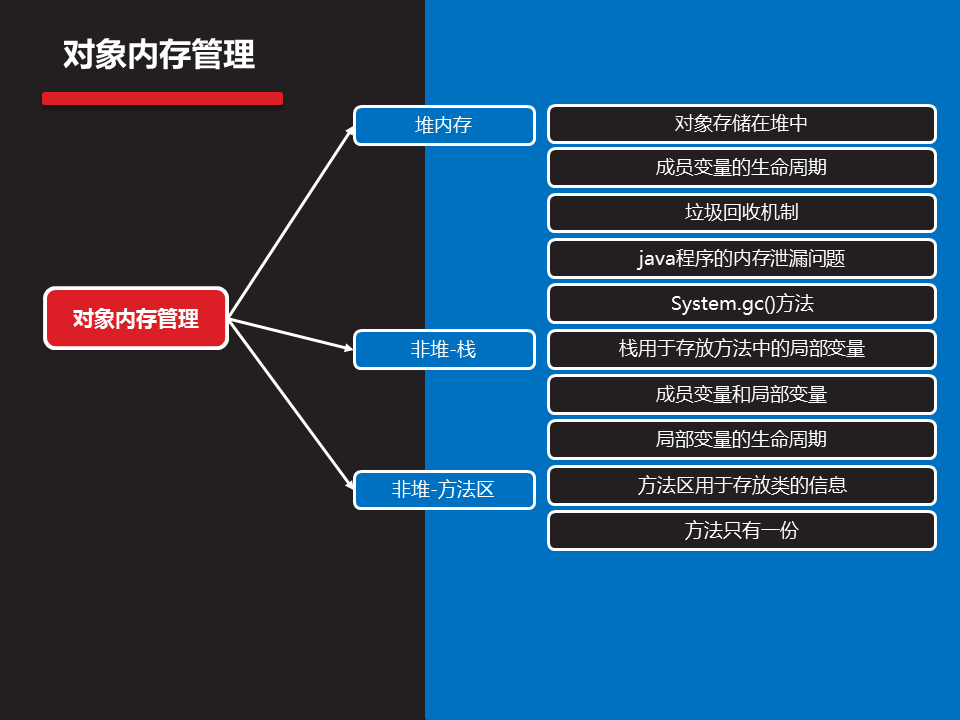 对象内存管理
对象内存管理
堆内存
对象存储在堆中
成员变量的生命周期
垃圾回收机制
java程序的内存泄漏问题
System.gc()方法
非堆-栈
栈用于存放方法中的局部变量
成员变量和局部变量
局部变量的生命周期
非堆-方法区
方法区用于存放类的信息
方法只有一份